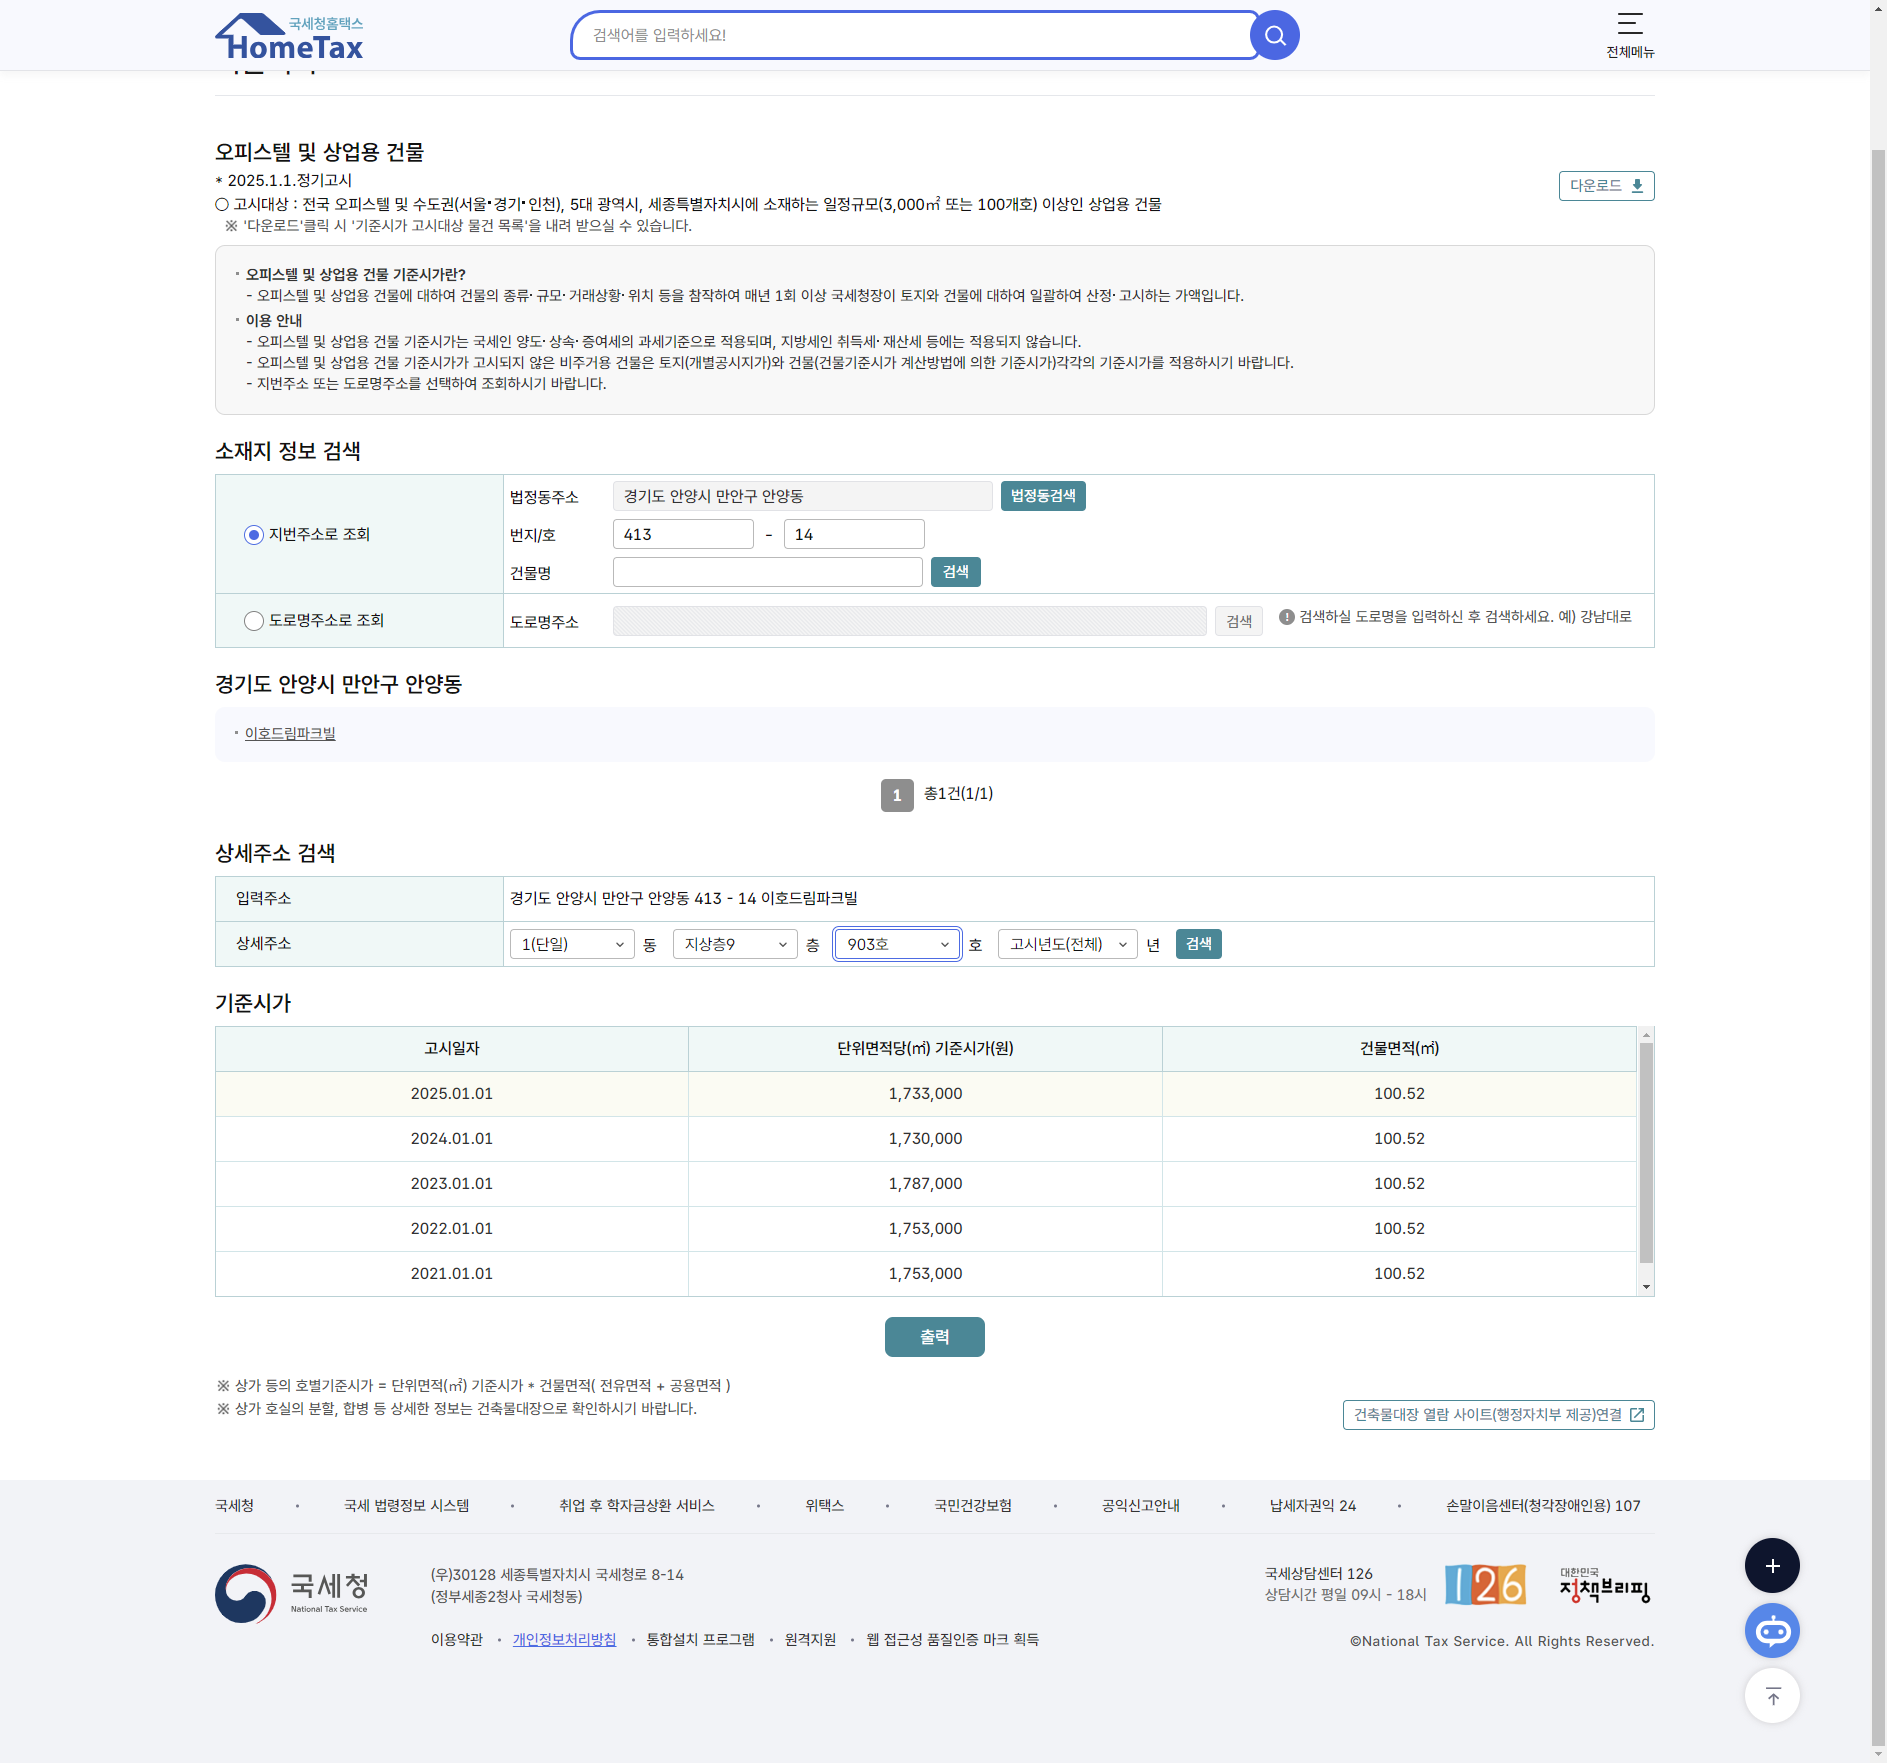 국세청홈택스
HomeTax
검색어를 입력하세요!
전체메뉴
오피스텔 및 상업용 건물
* 2025.1.1.정기고시
○ 고시대상 : 전국 오피스텔 및 수도권(서울·경기·인천), 5대 광역시, 세종특별자치시에 소재하는 일정규모(3,000㎡ 또는 100개호) 이상인 상업용 건물
※ '다운로드'클릭 시 '기준시가 고시대상 물건 목록'을 내려 받으실 수 있습니다.
다운로드
· 오피스텔 및 상업용 건물 기준시가란?
- 오피스텔 및 상업용 건물에 대하여 건물의 종류·규모·거래상황·위치 등을 참작하여 매년 1회 이상 국세청장이 토지와 건물에 대하여 일괄하여 산정·고시하는 가액입니다.
· 이용 안내
- 오피스텔 및 상업용 건물 기준시가는 국세인 양도·상속·증여세의 과세기준으로 적용되며, 지방세인 취득세·재산세 등에는 적용되지 않습니다.
- 오피스텔 및 상업용 건물 기준시가가 고시되지 않은 비주거용 건물은 토지(개별공시지가)와 건물(건물기준시가 계산방법에 의한 기준시가)각각의 기준시가를 적용하시기 바랍니다.
- 지번주소 또는 도로명주소를 선택하여 조회하시기 바랍니다.
소재지 정보 검색
지번주소로 조회
법정동주소 경기도 안양시 만안구 안양동 법정동검색
번지/호 413 - 14
건물명 검색
도로명주소로 조회 도로명주소 검색 검색하실 도로명을 입력하신 후 검색하세요. 예) 강남대로
경기도 안양시 만안구 안양동
· 이호드림파크빌
1 총1건(1/1)
상세주소 검색
입력주소 경기도 안양시 만안구 안양동 413 - 14 이호드림파크빌
상세주소 1(단일) 동 지상층9 층 903호 호 고시년도(전체) 년 검색
기준시가
고시일자 단위면적당(㎡) 기준시가(원) 건물면적(㎡)
2025.01.01 1,733,000 100.52
2024.01.01 1,730,000 100.52
2023.01.01 1,787,000 100.52
2022.01.01 1,753,000 100.52
2021.01.01 1,753,000 100.52
출력
※ 상가 등의 호별기준시가 = 단위면적(㎡) 기준시가 * 건물면적( 전유면적 + 공용면적 )
※ 상가 호실의 분할, 합병 등 상세한 정보는 건축물대장으로 확인하시기 바랍니다.
건축물대장 열람 사이트(행정자치부 제공)연결
국세청 · 국세 법령정보 시스템 · 취업 후 학자금상환 서비스 · 위택스 · 국민건강보험 · 공익신고안내 · 납세자권익 24 · 손말이음센터(청각장애인용) 107
국세청
National Tax Service
(우)30128 세종특별자치시 국세청로 8-14
(정부세종2청사 국세청동)
국세상담센터 126
상담시간 평일 09시 - 18시
126
대한민국
정책브리핑
이용약관 · 개인정보처리방침 · 통합설치 프로그램 · 원격지원 · 웹 접근성 품질인증 마크 획득
©National Tax Service. All Rights Reserved.